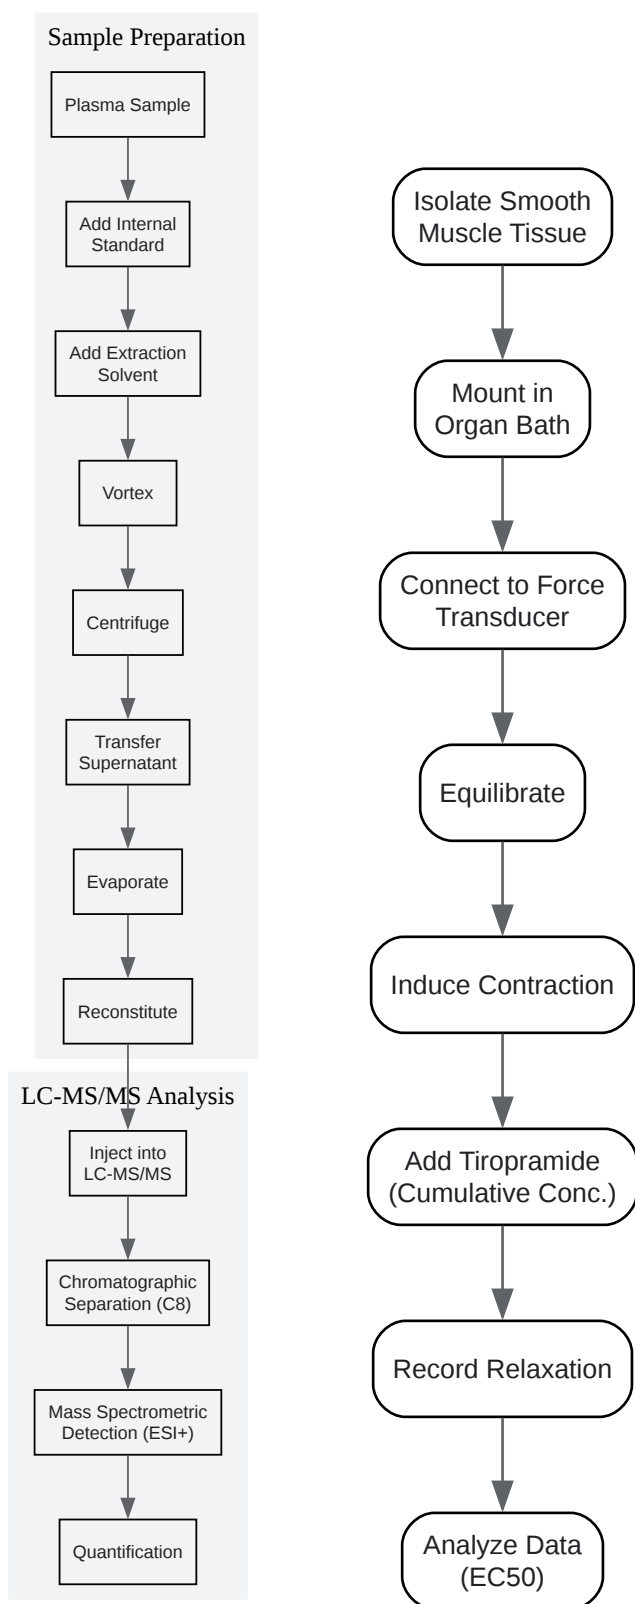 Sample Preparation
Plasma Sample
Add Internal
Standard
Add Extraction
Solvent
Vortex
Centrifuge
Transfer
Supernatant
Evaporate
Reconstitute
LC-MS/MS Analysis
Inject into
LC-MS/MS
Chromatographic
Separation (C8)
Mass Spectrometric
Detection (ESI+)
Quantification
Isolate Smooth
Muscle Tissue
Mount in
Organ Bath
Connect to Force
Transducer
Equilibrate
Induce Contraction
Add Tiropramide
(Cumulative Conc.)
Record Relaxation
Analyze Data
(EC50)